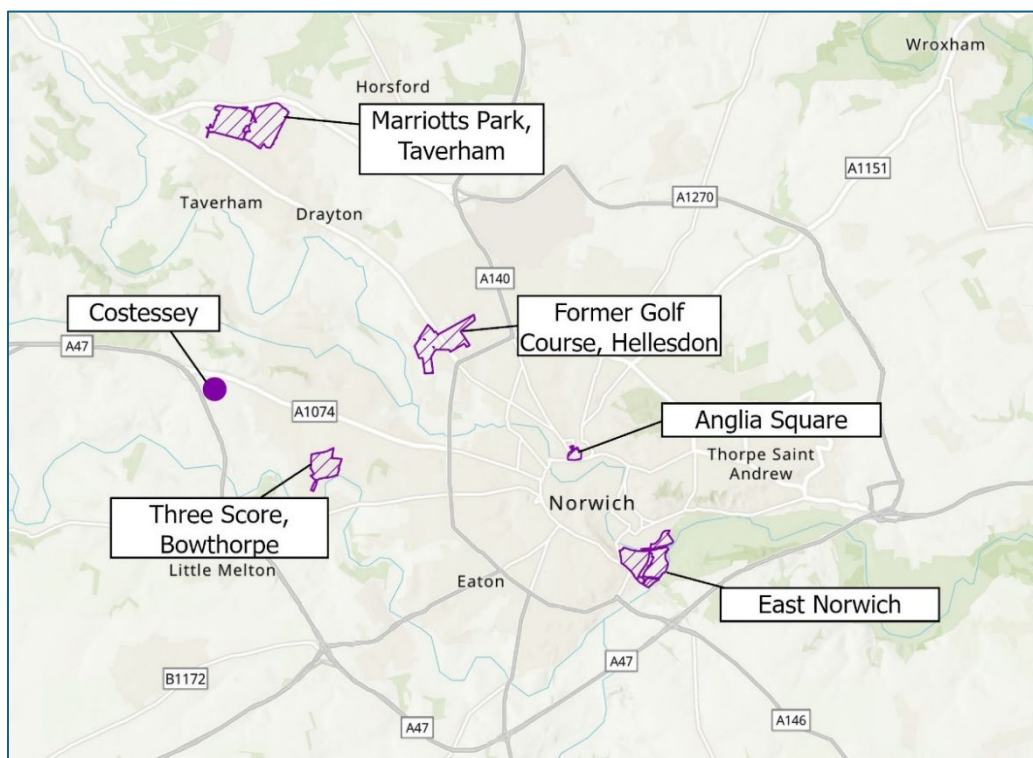 Wroxham
Horsford
Marriotts Park,
Taverham
A1151
A1270
Taverham
Drayton
A140
Costessey
Former Golf
Course, Hellesdon
A47
A1074
Anglia Square
Thorpe Saint
Andrew
Norwich
Three Score,
Bowthorpe
Little Melton
Eaton
East Norwich
A47
B1172
A47
A146